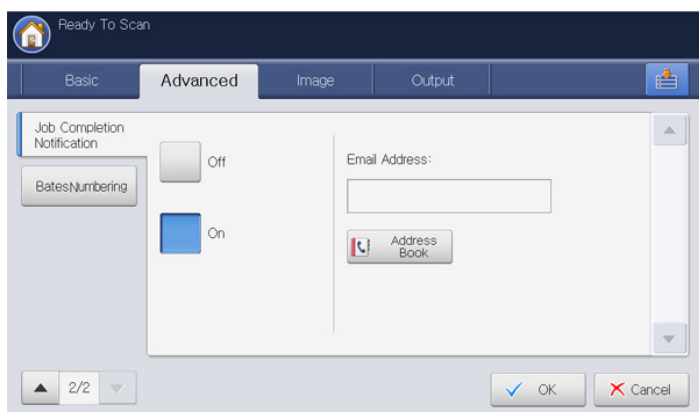 Ready To Scan
Basic
Advanced
Image
Output
Job Completion
Notification
BatesNumbering
Off
On
Email Address:
Address
Book
2/2
OK
Cancel